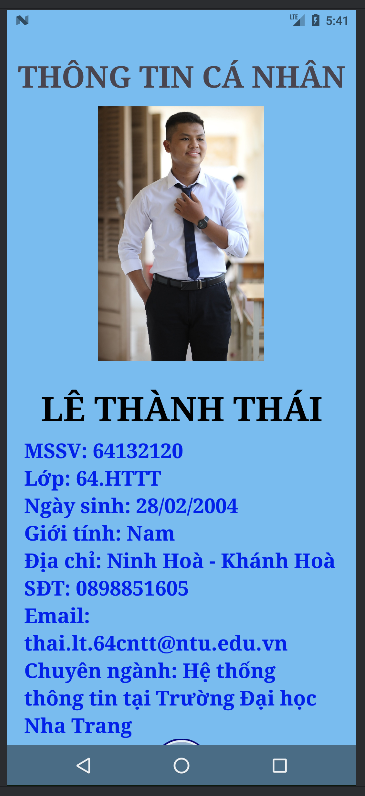 LTE 5:41
THÔNG TIN CÁ NHÂN
LÊ THÀNH THÁI
MSSV: 64132120
Lớp: 64.HTTT
Ngày sinh: 28/02/2004
Giới tính: Nam
Địa chỉ: Ninh Hoà - Khánh Hoà
SĐT: 0898851605
Email:
thai.lt.64cntt@ntu.edu.vn
Chuyên ngành: Hệ thống
thông tin tại Trường Đại học
Nha Trang